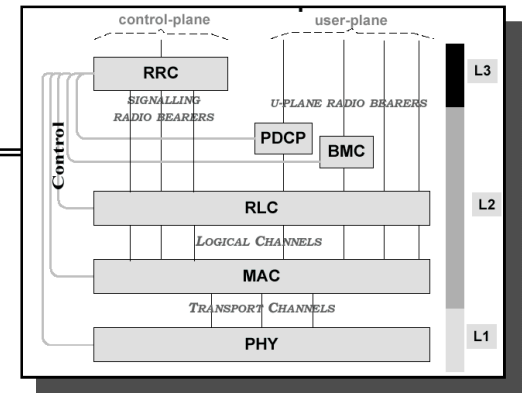 control-plane
user-plane
RRC
L3
SIGNALLING
RADIO BEARERS
U-PLANE RADIO BEARERS
Control
PDCP
BMC
RLC
L2
LOGICAL CHANNELS
MAC
TRANSPORT CHANNELS
PHY
L1